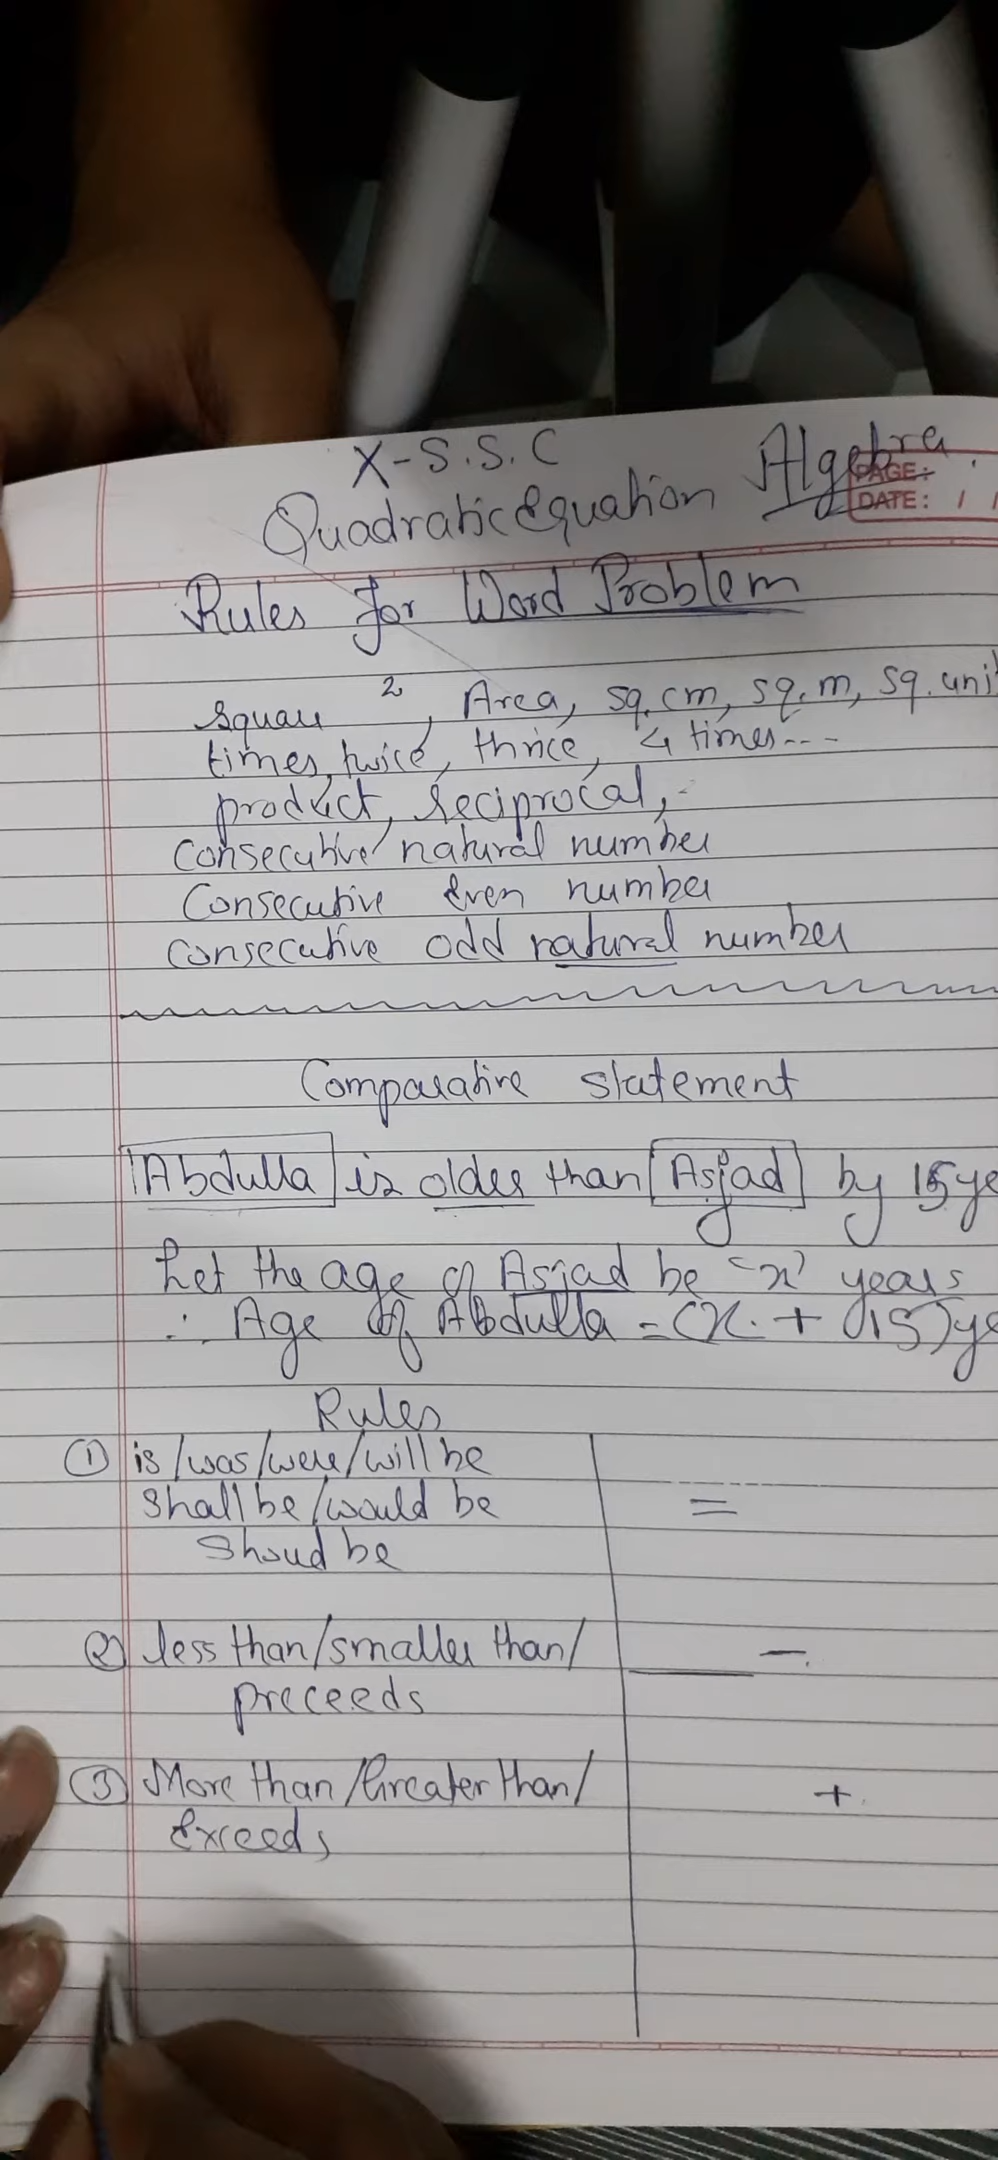 X-S.S.C
Algebra
PAGE:
DATE: / /
Quadratic equation
Rules for Word Problem
squau 2, Area, sq.cm, sq.m, sq.uni
times, twice, thrice, 4 times...
product, reciprocal,
Consecutive natural number
Consecutive Even number
consecutive odd natural number
Comparative statement
Abdulla is older than Asjad by 15 ye
Let the age of Asjad be 'x' years
∴ Age of Abdulla = (x + 15) ye
Rules
① is/was/were/will be
shall be/would be =
Shoud be
② less than/smaller than/ —
preceeds
③ More than/Greater than/ +
Exceeds